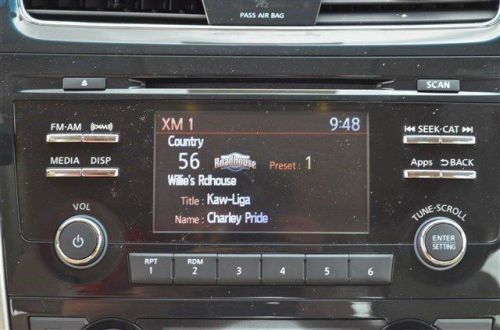 PASS AIR BAG
SCAN
FM·AM ((XM))
MEDIA DISP
VOL
XM 1 9:48
Country
56 Roadhouse Preset : 1
Willie's Rdhouse
Title : Kaw-Liga
Name : Charley Pride
SEEK·CAT
Apps BACK
TUNE·SCROLL
ENTER
SETTING
RPT RDM
1 2 3 4 5 6